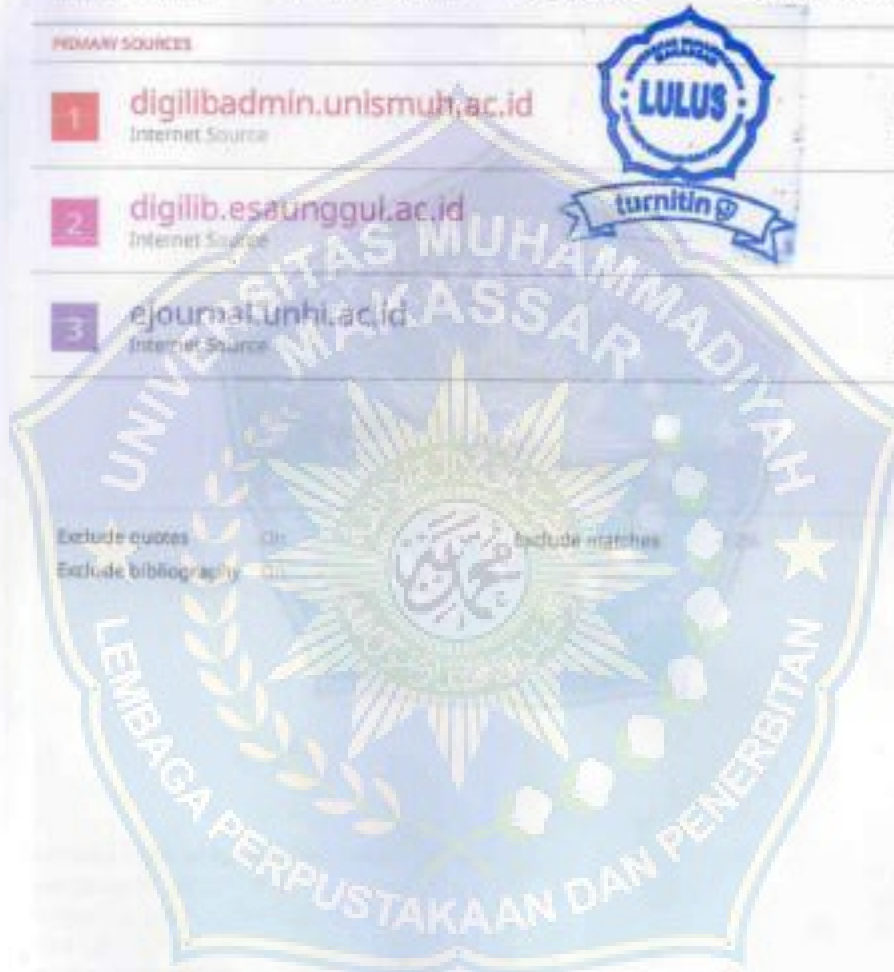 PRIMARY SOURCES
1
digilibadmin.unismuh.ac.id
Internet Source
LULUS
turnitin
2
digilib.esaunggul.ac.id
Internet Source
3
ejournal.unhi.ac.id
Internet Source
UNIVERSITAS MUHAMMADIYAH
MAKASSAR
Exclude quotes On
Exclude matches
Exclude bibliography On
LEMBAGA PERPUSTAKAAN DAN PENERBITAN